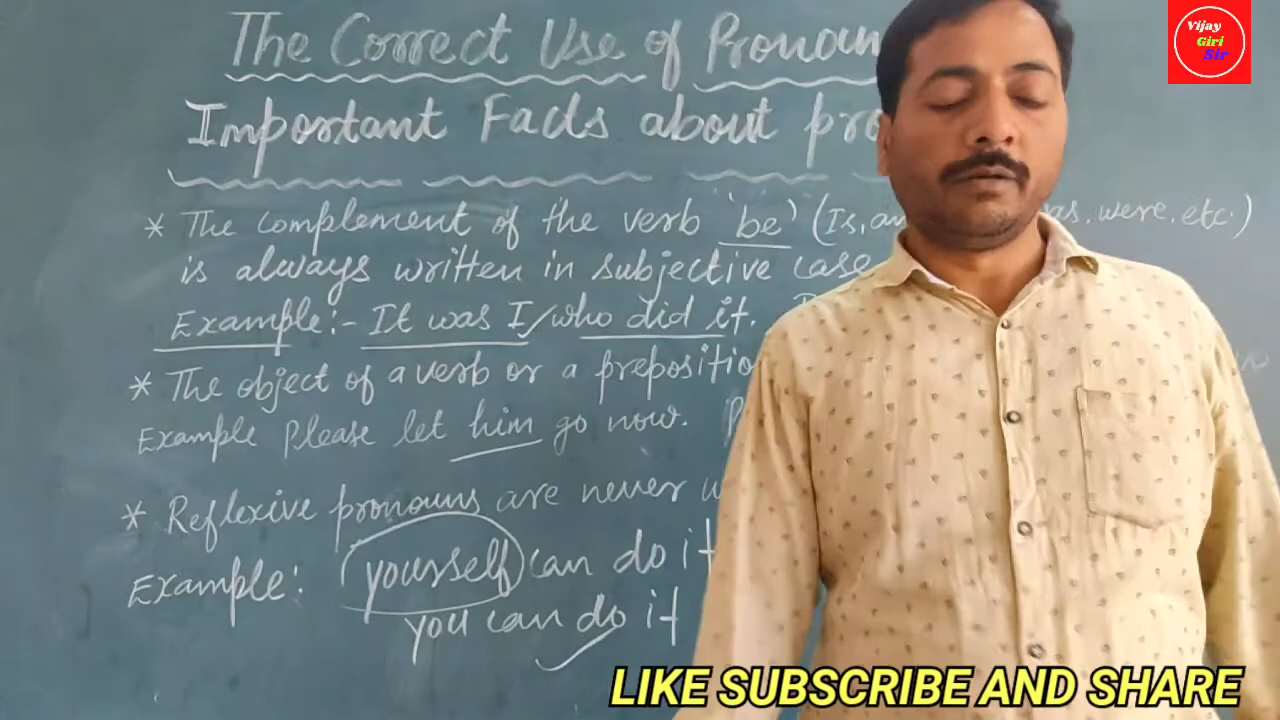 The Correct Use of Pronoun
Important Facts about pro
* The complement of the verb 'be' (Is, am were, etc.)
is always written in subjective case
Example:- It was I/who did it.
* The object of a verb or a prepositio
Example Please let him go now.
* Reflexive pronouns are never
Example: yourself can do it
you can do it
Vijay
Giri
Sir
LIKE SUBSCRIBE AND SHARE